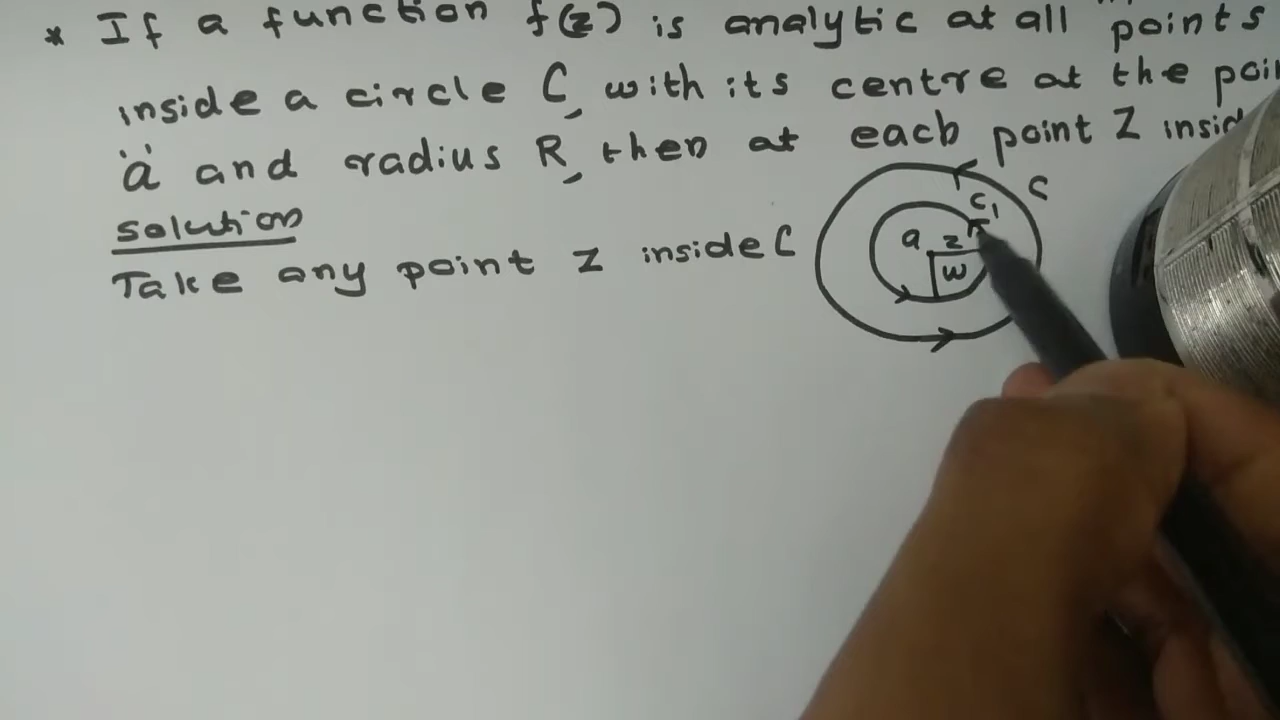 * If a function f(z) is analytic at all points
inside a circle C, with its centre at the poin
'a' and radius R, then at each point Z insid
Solution
Take any point z inside C
C
C1
a z
w